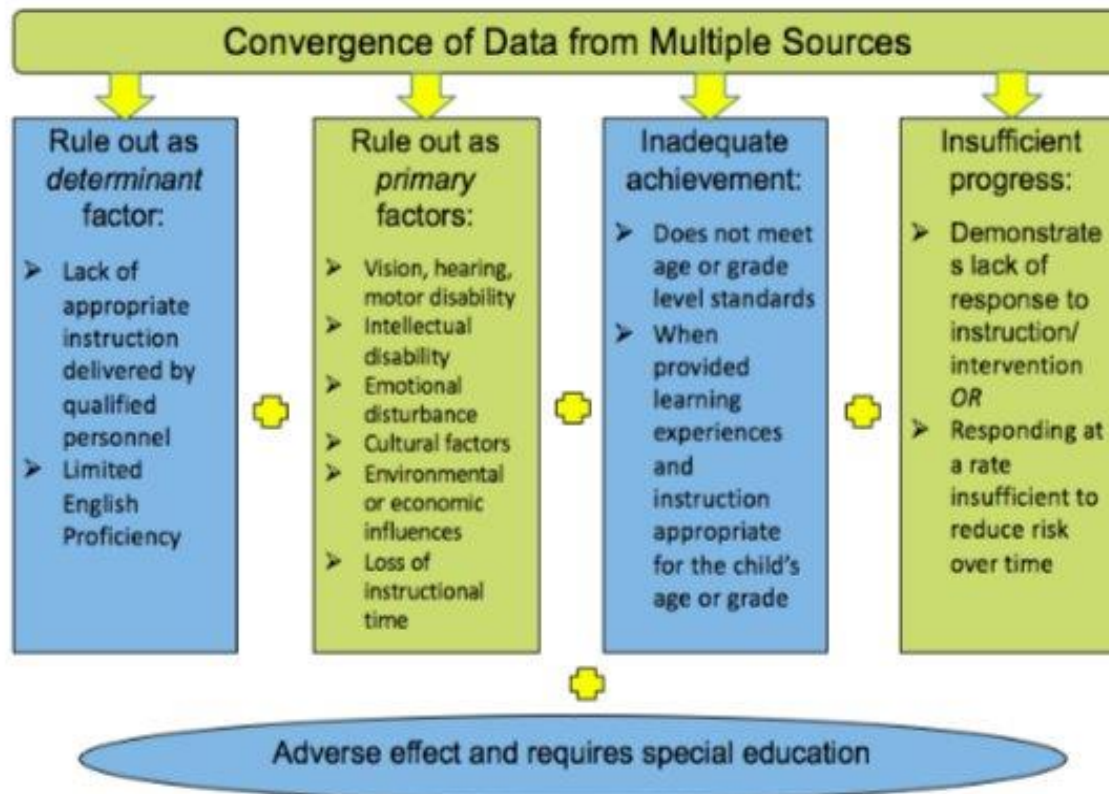 Convergence of Data from Multiple Sources
Rule out as
determinant
factor:
➤ Lack of
appropriate
instruction
delivered by
qualified
personnel
➤ Limited
English
Proficiency
Rule out as
primary
factors:
➤ Vision, hearing,
motor disability
➤ Intellectual
disability
➤ Emotional
disturbance
➤ Cultural factors
➤ Environmental
or economic
influences
➤ Loss of
instructional
time
Inadequate
achievement:
➤ Does not meet
age or grade
level standards
➤ When
provided
learning
experiences
and
instruction
appropriate
for the child's
age or grade
Insufficient
progress:
➤ Demonstrate
s lack of
response to
instruction/
intervention
OR
➤ Responding at
a rate
insufficient to
reduce risk
over time
Adverse effect and requires special education